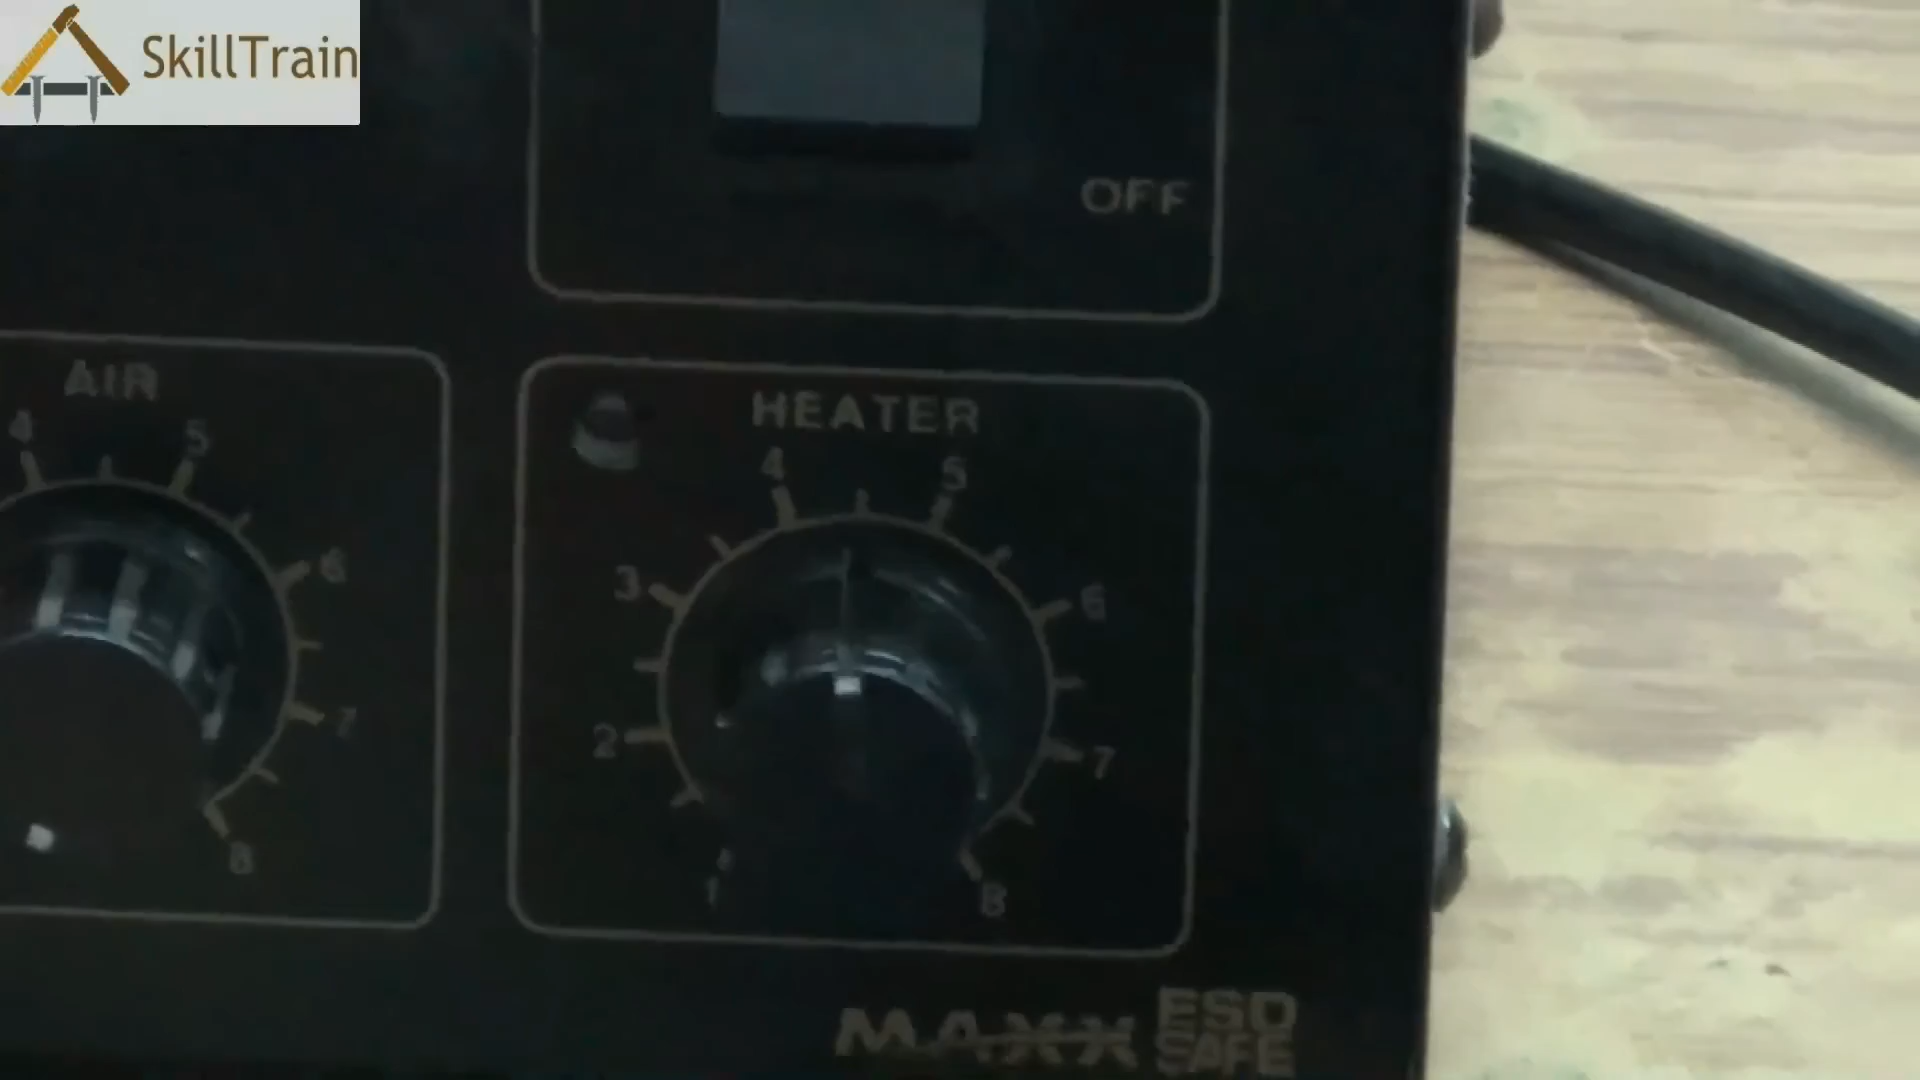 SkillTrain
OFF
AIR
4 5 6 7 8
HEATER
1 2 3 4 5 6 7 8
MAXX ESD SAFE